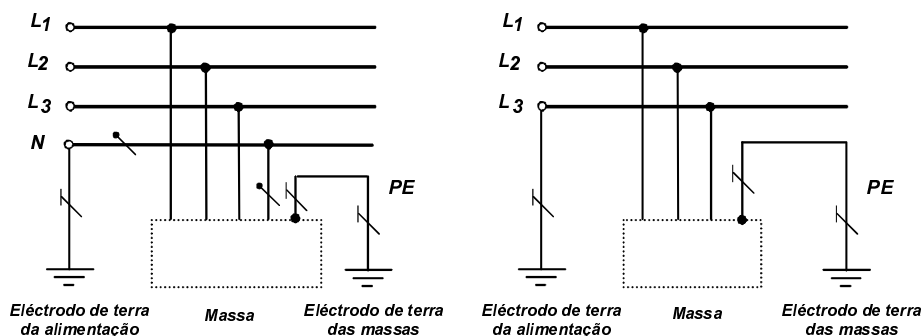 L1
L2
L3
N
PE
Eléctrodo de terra
da alimentação
Massa
Eléctrodo de terra
das massas
L1
L2
L3
PE
Eléctrodo de terra
da alimentação
Massa
Eléctrodo de terra
das massas